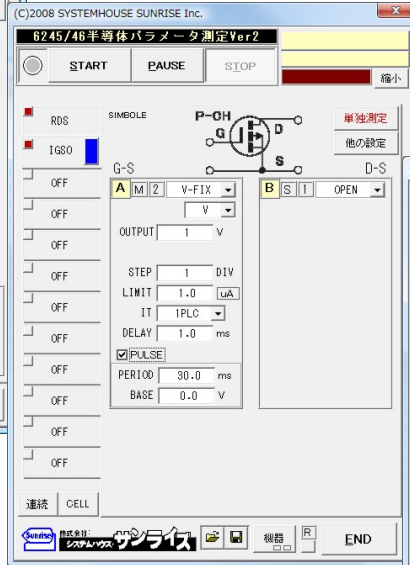 (C)2008 SYSTEMHOUSE SUNRISE Inc.
6245/46半導体パラメータ測定Ver2
START PAUSE STOP
縮小
RDS
IGSO
OFF
OFF
OFF
OFF
OFF
OFF
OFF
OFF
OFF
OFF
連続 CELL
SIMBOLE P-CH
G D S
単独測定
他の設定
G-S
A M 2 V-FIX
V
OUTPUT 1 V
STEP 1 DIV
LIMIT 1.0 uA
IT 1PLC
DELAY 1.0 ms
PULSE
PERIOD 30.0 ms
BASE 0.0 V
D-S
B S 1 OPEN
Sunrise 株式会社 システムハウス サンライズ 機器 R END